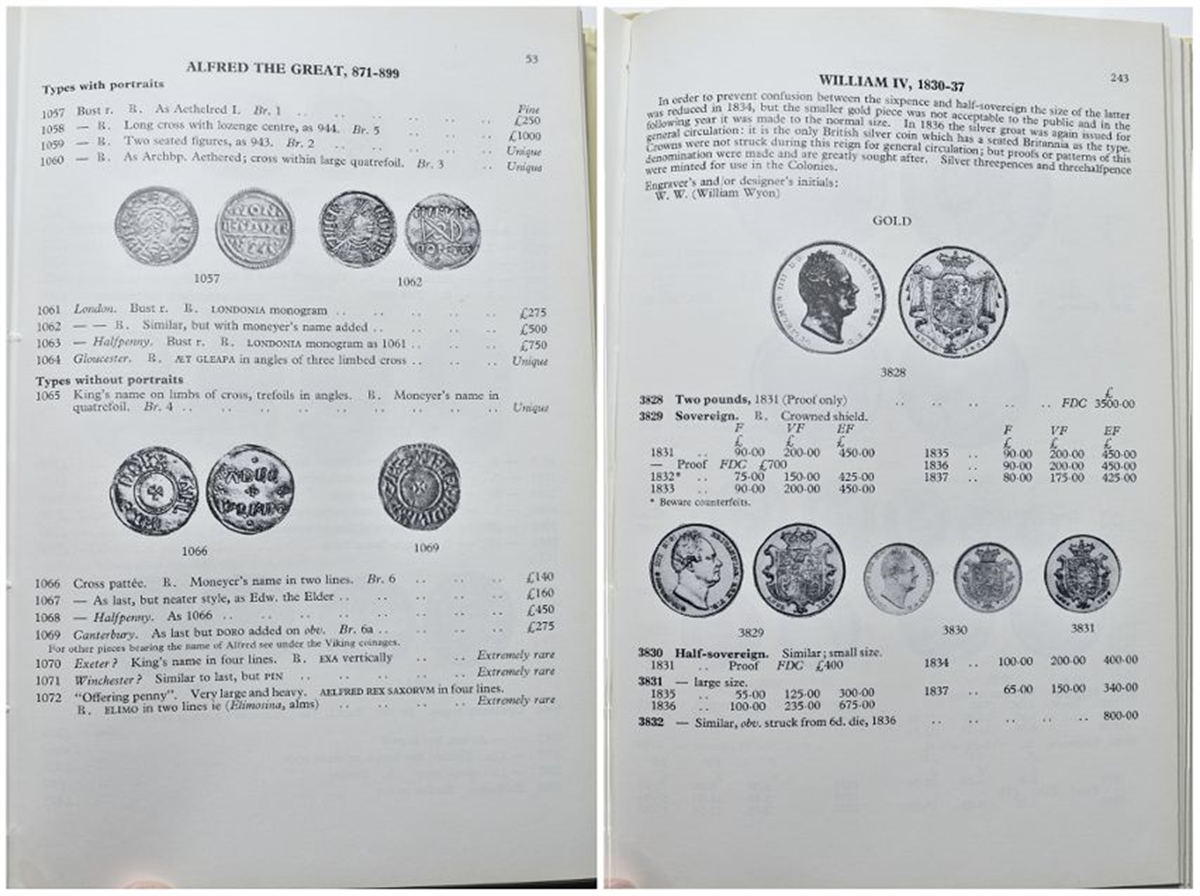 ALFRED THE GREAT, 871-899 53
Types with portraits
Fine
1057 Bust r. R. As Aethelred I. Br. 1 .. .. .. .. .. £250
1058 — R. Long cross with lozenge centre, as 944. Br. 5 .. .. .. £1000
1059 — R. Two seated figures, as 943. Br. 2 .. .. .. .. Unique
1060 — R. As Archbp. Aethered; cross within large quatrefoil. Br. 3 .. Unique
1057
1062
1061 London. Bust r. R. LONDONIA monogram .. .. .. .. .. £275
1062 — — R. Similar, but with moneyer's name added .. .. .. .. £500
1063 — Halfpenny. Bust r. R. LONDONIA monogram as 1061 .. .. .. £750
1064 Gloucester. R. ÆT GLEAPA in angles of three limbed cross .. .. .. Unique
Types without portraits
1065 King's name on limbs of cross, trefoils in angles. R. Moneyer's name in
quatrefoil. Br. 4 .. .. .. .. .. .. .. .. Unique
1066
1069
1066 Cross pattée. R. Moneyer's name in two lines. Br. 6 .. .. .. £140
1067 — As last, but neater style, as Edw. the Elder .. .. .. .. £160
1068 — Halfpenny. As 1066 .. .. .. .. .. .. £450
1069 Canterbury. As last but DORO added on obv. Br. 6a .. .. .. .. £275
For other pieces bearing the name of Alfred see under the Viking coinages.
1070 Exeter? King's name in four lines. R. EXA vertically .. .. Extremely rare
1071 Winchester? Similar to last, but PIN .. .. .. .. Extremely rare
1072 "Offering penny". Very large and heavy. AELFRED REX SAXORVM in four lines.
R. ELIMO in two lines ie (Elimosina, alms) .. .. .. .. Extremely rare
WILLIAM IV, 1830-37 243
In order to prevent confusion between the sixpence and half-sovereign the size of the latter
was reduced in 1834, but the smaller gold piece was not acceptable to the public and in the
following year it was made to the normal size. In 1836 the silver groat was again issued for
general circulation: it is the only British silver coin which has a seated Britannia as the type.
Crowns were not struck during this reign for general circulation; but proofs or patterns of this
denomination were made and are greatly sought after. Silver threepences and threehalfpence
were minted for use in the Colonies.
Engraver's and/or designer's initials:
W. W. (William Wyon)
GOLD
3828
£
3828 Two pounds, 1831 (Proof only) .. .. .. .. .. .. FDC 3500·00
3829 Sovereign. R. Crowned shield.
F VF EF F VF EF
£ £ £ £ £ £
1831 .. 90·00 200·00 450·00 1835 .. 90·00 200·00 450·00
— Proof FDC £700 1836 .. 90·00 200·00 450·00
1832* .. 75·00 150·00 425·00 1837 .. 80·00 175·00 425·00
1833 .. 90·00 200·00 450·00
* Beware counterfeits.
3829
3830
3831
3830 Half-sovereign. Similar; small size.
1831 .. Proof FDC £400 1834 .. 100·00 200·00 400·00
3831 — large size.
1835 .. 55·00 125·00 300·00 1837 .. 65·00 150·00 340·00
1836 .. 100·00 235·00 675·00
3832 — Similar, obv. struck from 6d. die, 1836 .. .. .. .. .. 800·00